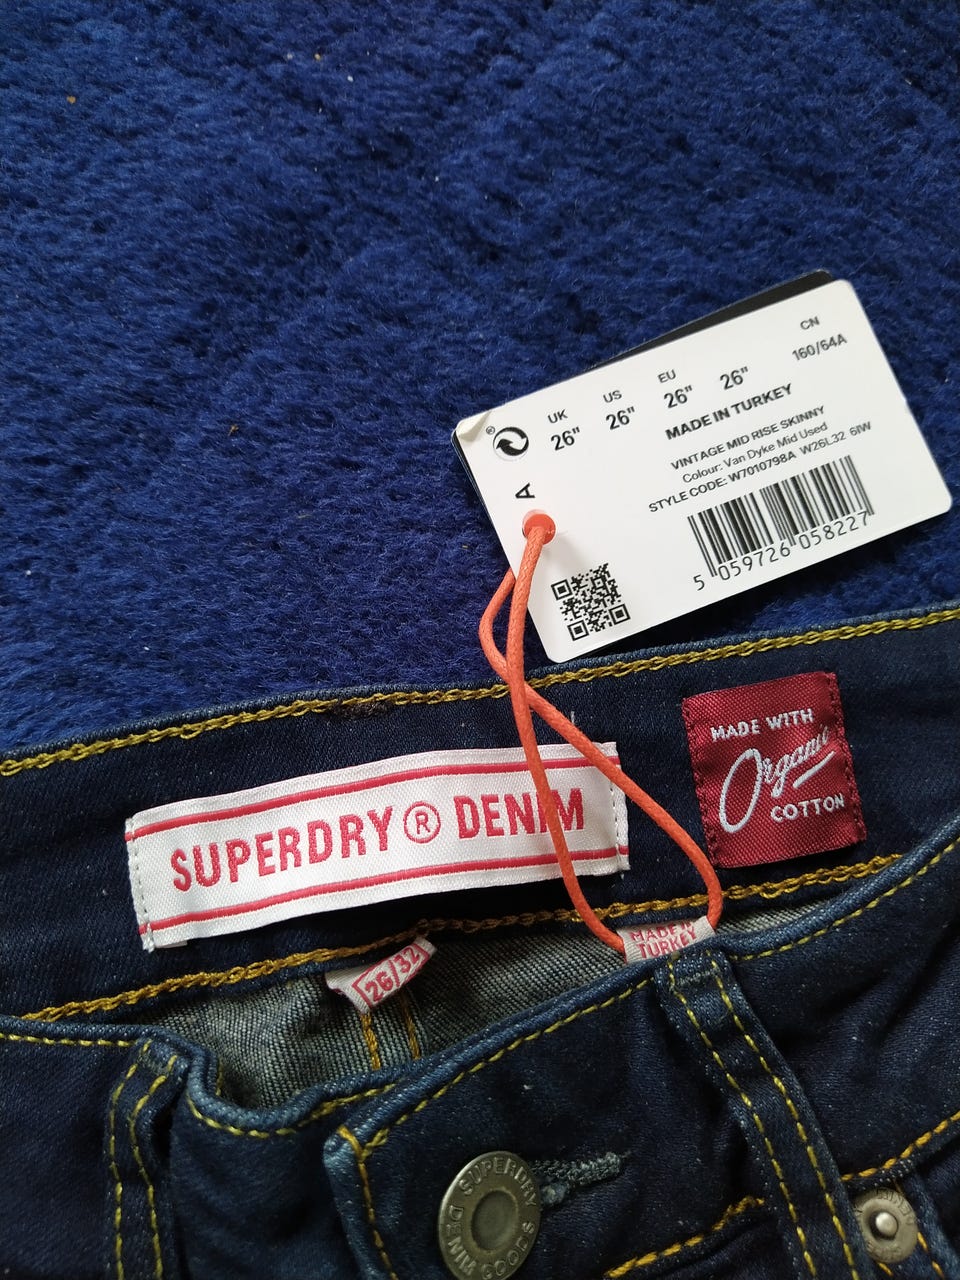 CN
160/64A
UK
26"
US
26"
EU
26"
26"
MADE IN TURKEY
VINTAGE MID RISE SKINNY
Colour: Van Dyke Mid Used
STYLE CODE: W7010798A W26L32 6IW
5 059726 058227
®
A
MADE WITH
Organic
COTTON
SUPERDRY® DENIM
MADE IN
TURKEY
26/32
SUPERDRY
DENIM GOODS